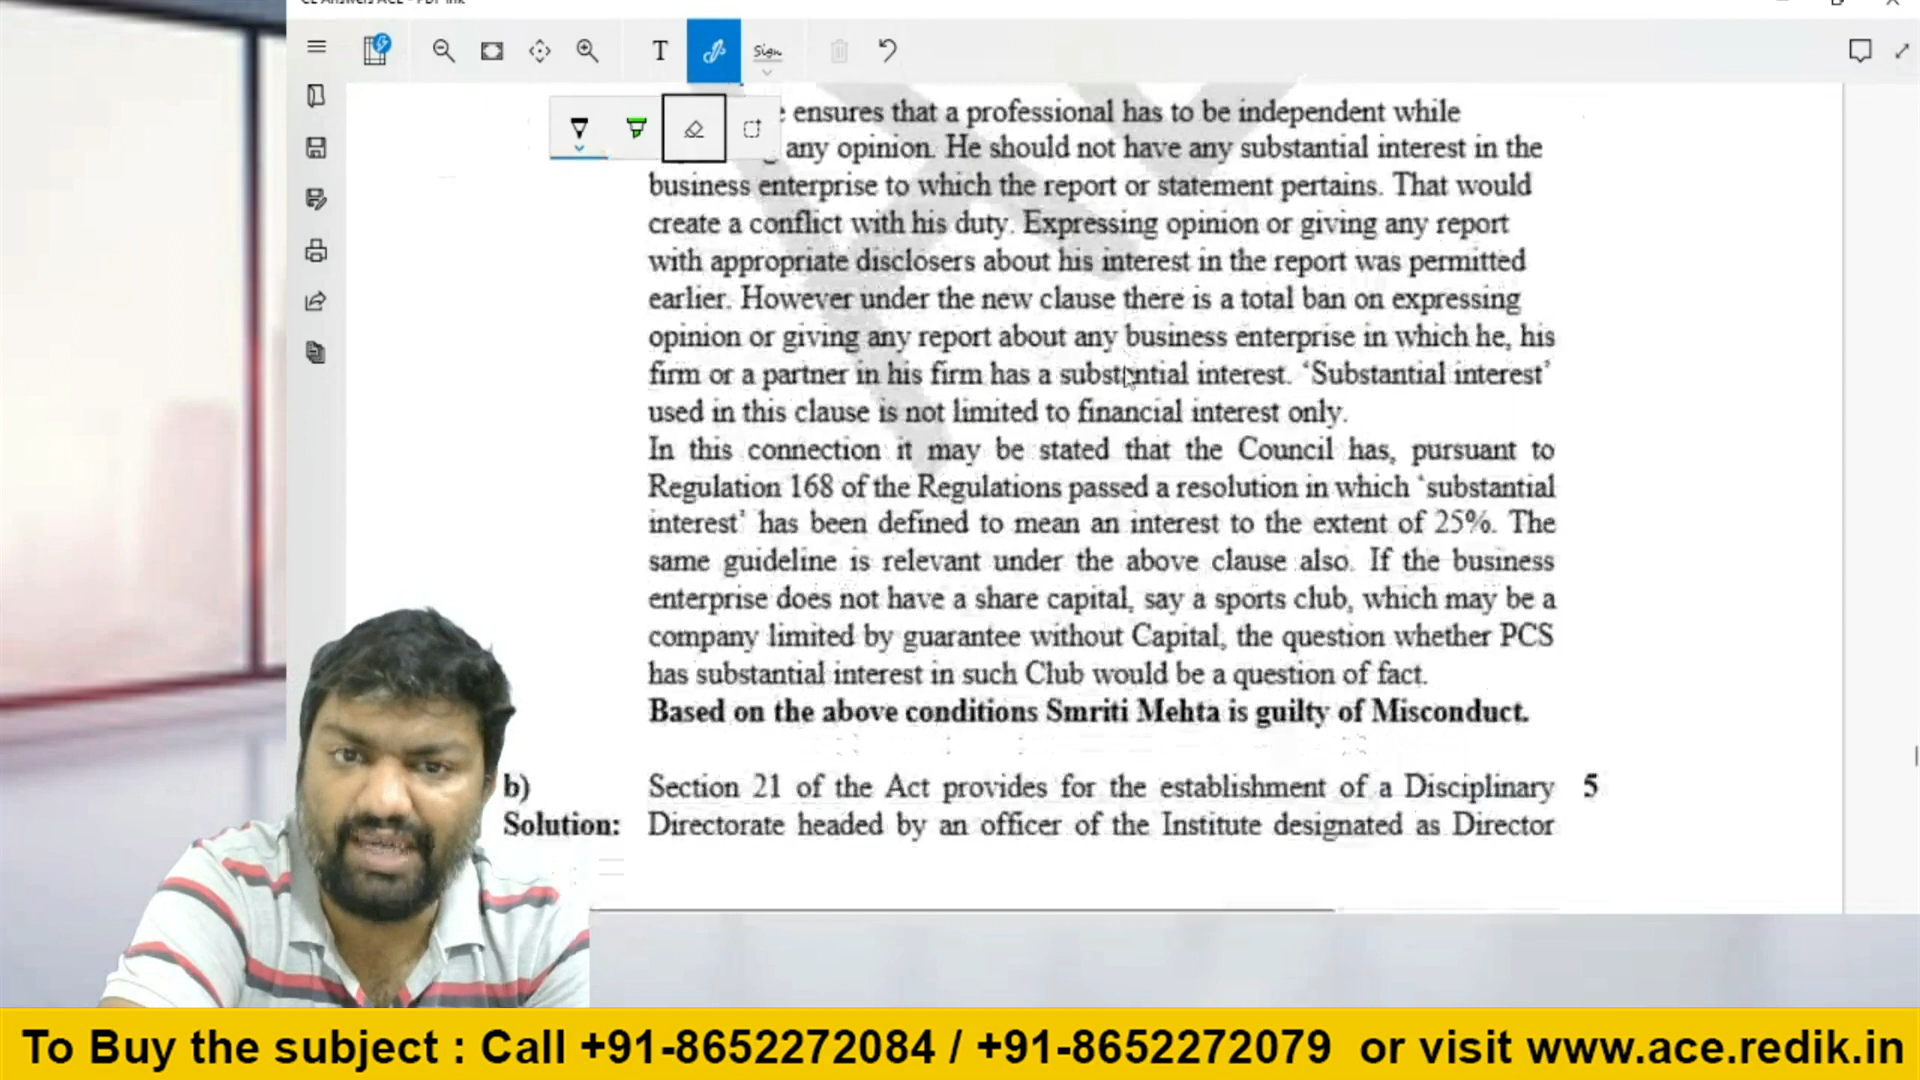 T
Sign
ensures that a professional has to be independent while
any opinion. He should not have any substantial interest in the
business enterprise to which the report or statement pertains. That would
create a conflict with his duty. Expressing opinion or giving any report
with appropriate disclosers about his interest in the report was permitted
earlier. However under the new clause there is a total ban on expressing
opinion or giving any report about any business enterprise in which he, his
firm or a partner in his firm has a substantial interest. ‘Substantial interest’
used in this clause is not limited to financial interest only.
In this connection it may be stated that the Council has, pursuant to
Regulation 168 of the Regulations passed a resolution in which ‘substantial
interest’ has been defined to mean an interest to the extent of 25%. The
same guideline is relevant under the above clause also. If the business
enterprise does not have a share capital, say a sports club, which may be a
company limited by guarantee without Capital, the question whether PCS
has substantial interest in such Club would be a question of fact.
Based on the above conditions Smriti Mehta is guilty of Misconduct.
b) Section 21 of the Act provides for the establishment of a Disciplinary 5
Solution: Directorate headed by an officer of the Institute designated as Director
To Buy the subject : Call +91-8652272084 / +91-8652272079 or visit www.ace.redik.in